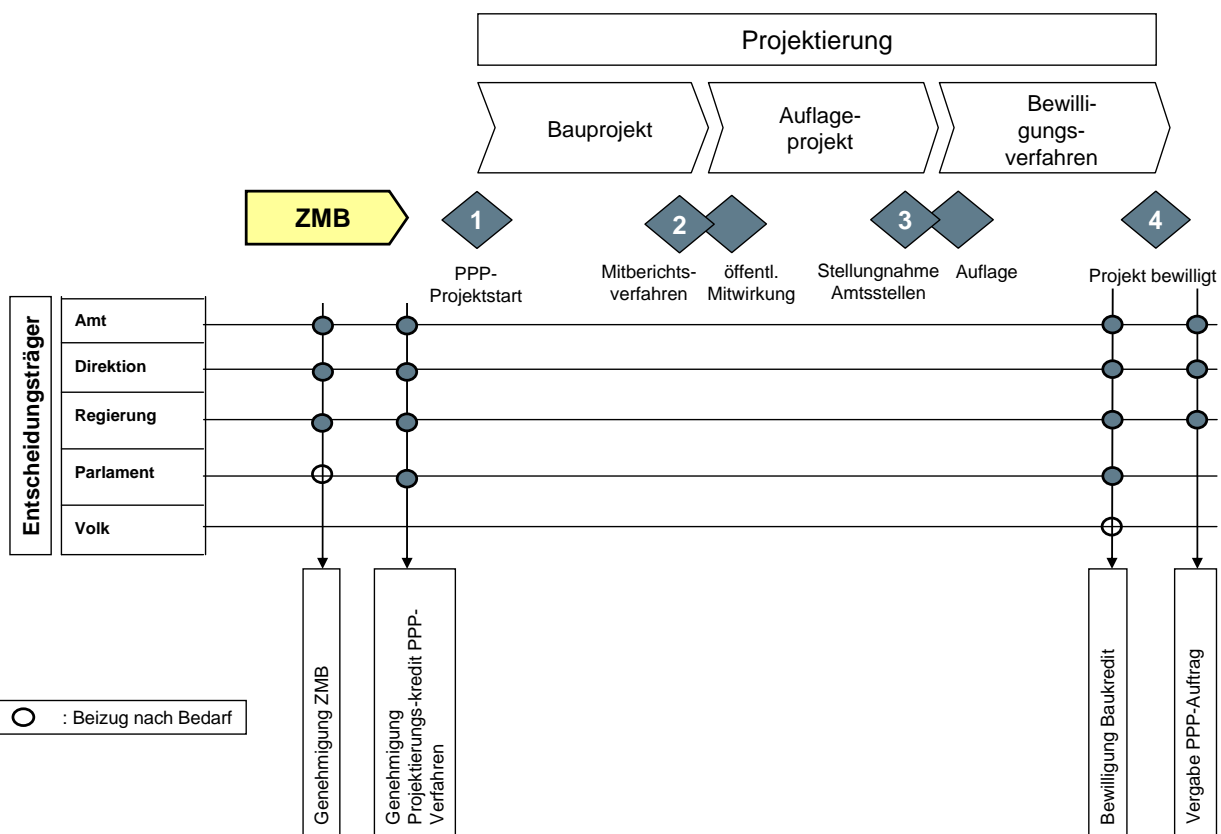 Projektierung
Bauprojekt
Auflage-
projekt
Bewilli-
gungs-
verfahren
ZMB
1
2
3
4
PPP-
Projektstart
Mitberichts-
verfahren
öffentl.
Mitwirkung
Stellungnahme
Amtsstellen
Auflage
Projekt bewilligt
Entscheidungsträger
Amt
Direktion
Regierung
Parlament
Volk
: Beizug nach Bedarf
Genehmigung ZMB
Genehmigung
Projektierungs-kredit PPP-
Verfahren
Bewilligung Baukredit
Vergabe PPP-Auftrag